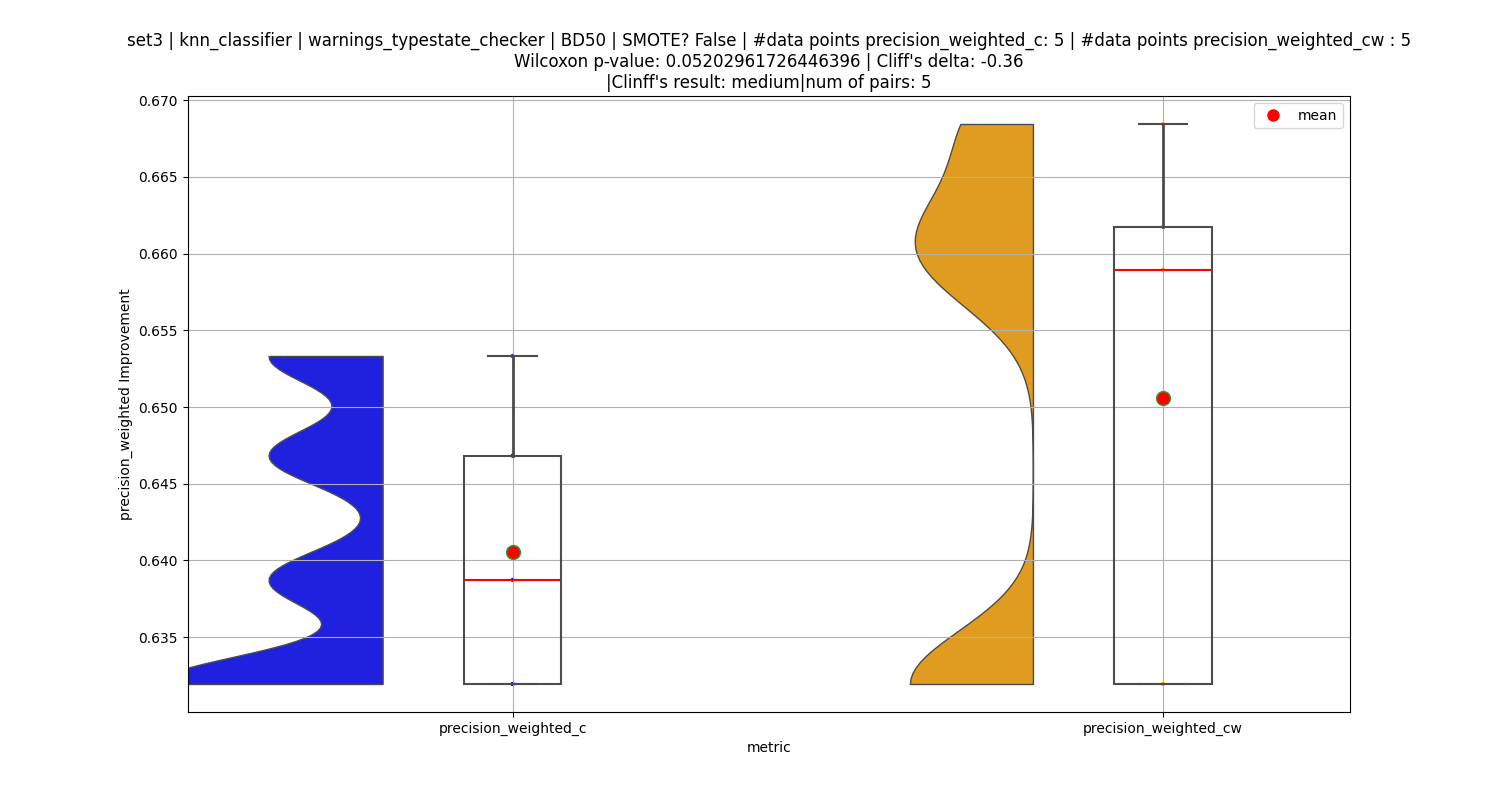 set3 | knn_classifier | warnings_typestate_checker | BD50 | SMOTE? False | #data points precision_weighted_c: 5 | #data points precision_weighted_cw : 5
Wilcoxon p-value: 0.05202961726446396 | Cliff's delta: -0.36
|Clinff's result: medium|num of pairs: 5
mean
0.670
0.665
0.660
0.655
0.650
0.645
0.640
0.635
precision_weighted Improvement
precision_weighted_c
precision_weighted_cw
metric